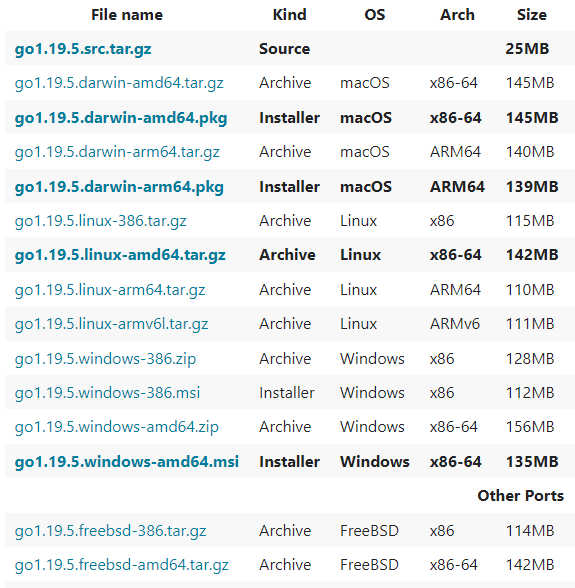 File name Kind OS Arch Size
go1.19.5.src.tar.gz Source 25MB
go1.19.5.darwin-amd64.tar.gz Archive macOS x86-64 145MB
go1.19.5.darwin-amd64.pkg Installer macOS x86-64 145MB
go1.19.5.darwin-arm64.tar.gz Archive macOS ARM64 140MB
go1.19.5.darwin-arm64.pkg Installer macOS ARM64 139MB
go1.19.5.linux-386.tar.gz Archive Linux x86 115MB
go1.19.5.linux-amd64.tar.gz Archive Linux x86-64 142MB
go1.19.5.linux-arm64.tar.gz Archive Linux ARM64 110MB
go1.19.5.linux-armv6l.tar.gz Archive Linux ARMv6 111MB
go1.19.5.windows-386.zip Archive Windows x86 128MB
go1.19.5.windows-386.msi Installer Windows x86 112MB
go1.19.5.windows-amd64.zip Archive Windows x86-64 156MB
go1.19.5.windows-amd64.msi Installer Windows x86-64 135MB
Other Ports
go1.19.5.freebsd-386.tar.gz Archive FreeBSD x86 114MB
go1.19.5.freebsd-amd64.tar.gz Archive FreeBSD x86-64 142MB